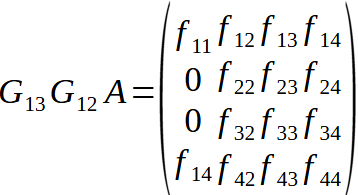 G₁₃ G₁₂ A = ( f₁₁ f₁₂ f₁₃ f₁₄
0 f₂₂ f₂₃ f₂₄
0 f₃₂ f₃₃ f₃₄
f₁₄ f₄₂ f₄₃ f₄₄ )